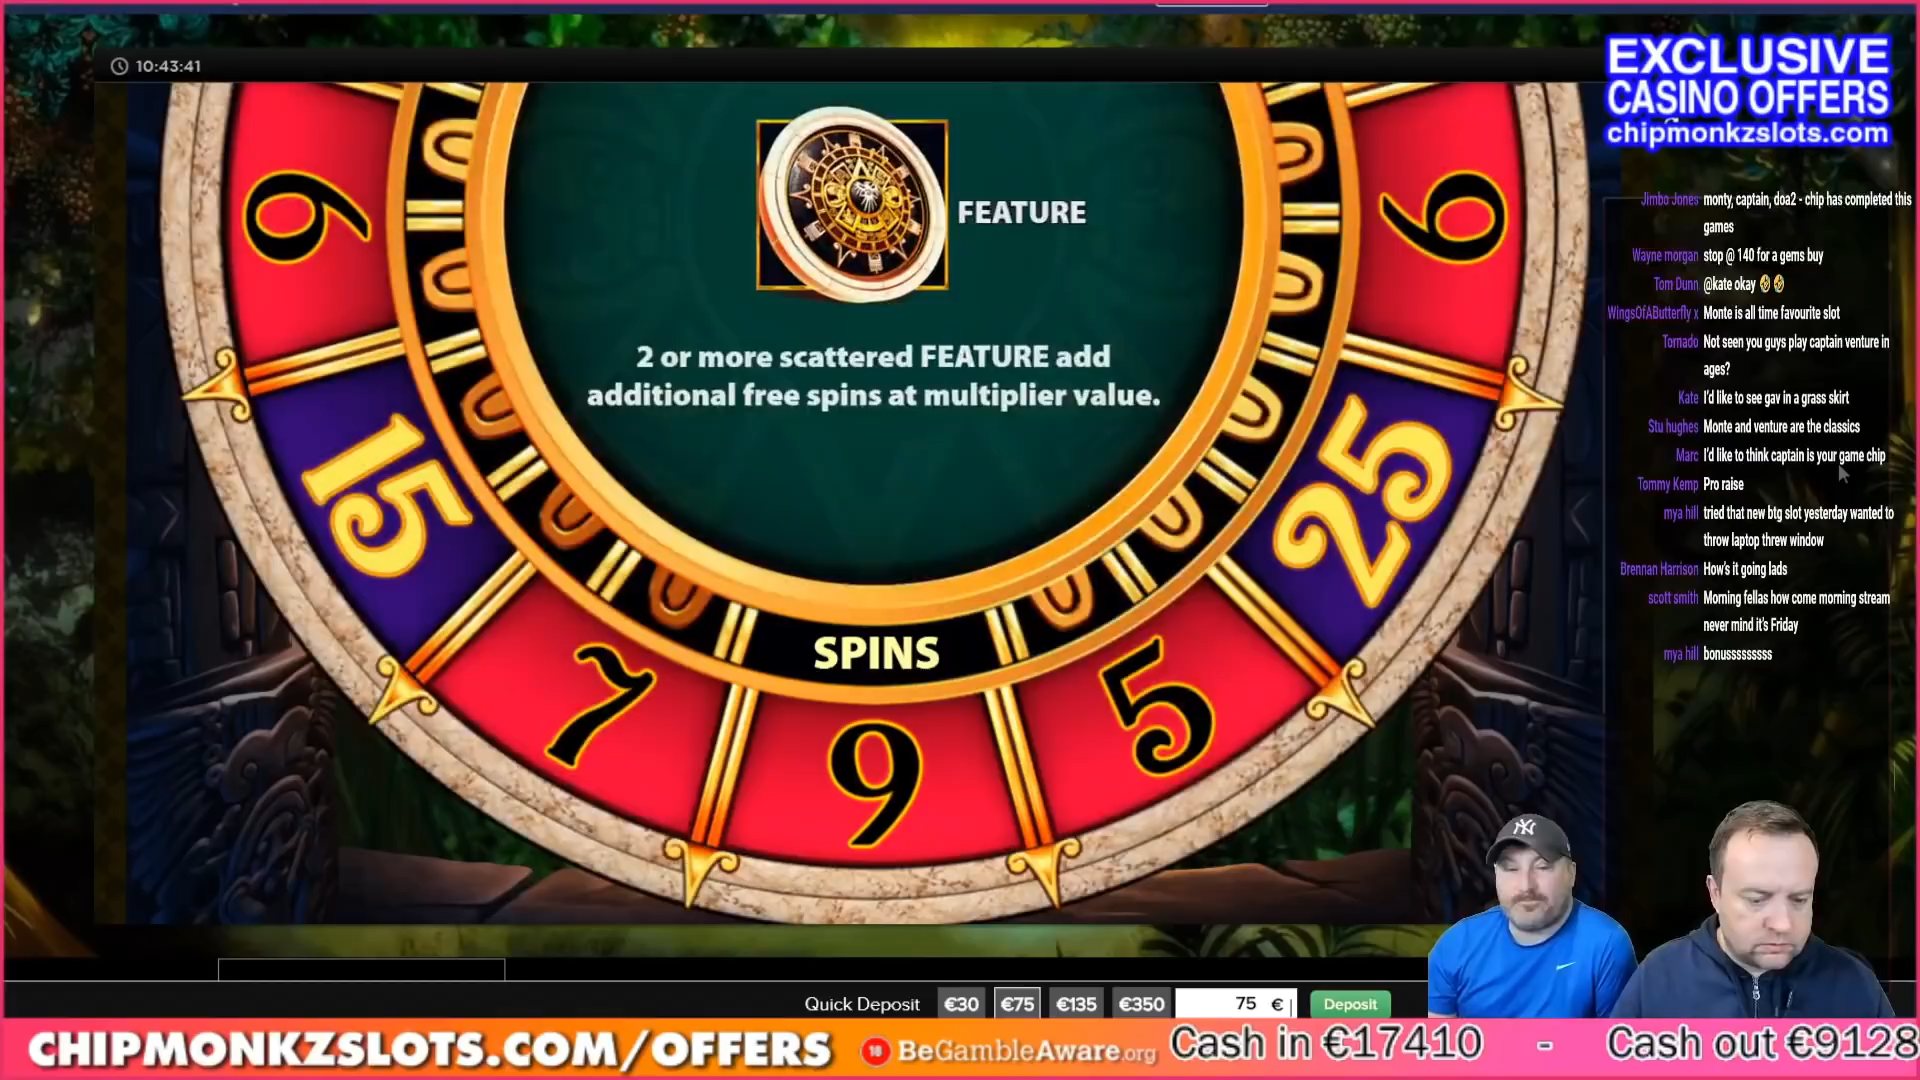 10:43:41
EXCLUSIVE
CASINO OFFERS
chipmonkzslots.com
6
6
FEATURE
2 or more scattered FEATURE add
additional free spins at multiplier value.
15
25
7
SPINS
9
5
Jimbo Jones monty, captain, doa2 - chip has completed this
games
Wayne morgan stop @ 140 for a gems buy
Tom Dunn @kate okay 🤣🤣
WingsOfAButterfly x Monte is all time favourite slot
Tornado Not seen you guys play captain venture in
ages?
Kate I'd like to see gav in a grass skirt
Stu hughes Monte and venture are the classics
Marc I'd like to think captain is your game chip
Tommy Kemp Pro raise
mya hill tried that new btg slot yesterday wanted to
throw laptop threw window
Brennan Harrison How's it going lads
scott smith Morning fellas how come morning stream
never mind it's Friday
mya hill bonusssssssss
NY
Quick Deposit €30 €75 €135 €350 75 € Deposit
CHIPMONKZSLOTS.COM/OFFERS 18 BeGambleAware.org Cash in €17410 - Cash out €9128